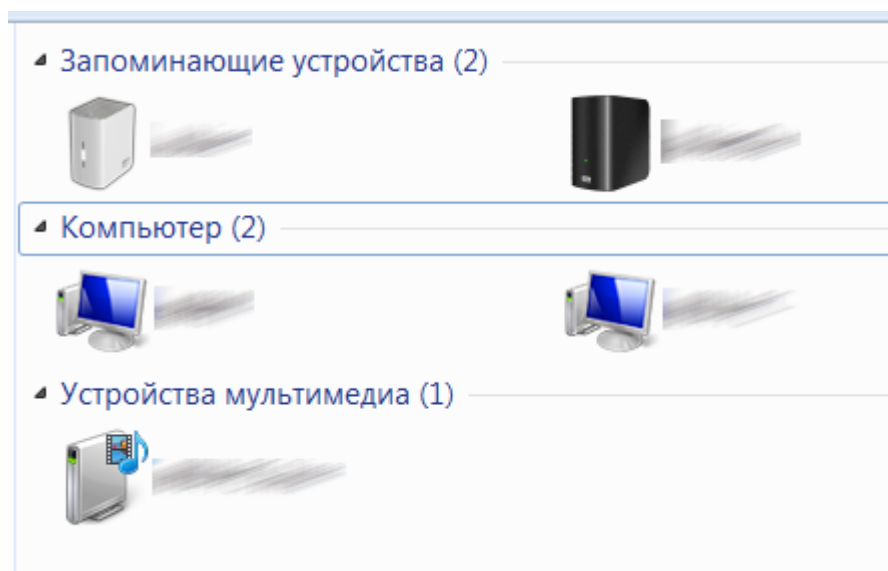 Запоминающие устройства (2)
Компьютер (2)
Устройства мультимедиа (1)